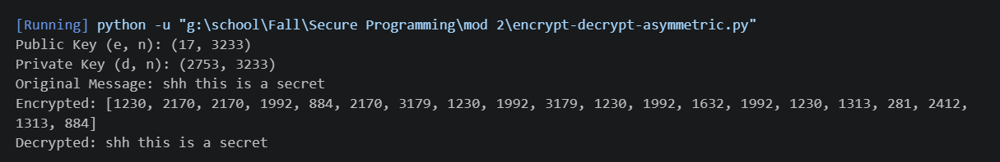 [Running] python -u "g:\school\Fall\Secure Programming\mod 2\encrypt-decrypt-asymmetric.py"
Public Key (e, n): (17, 3233)
Private Key (d, n): (2753, 3233)
Original Message: shh this is a secret
Encrypted: [1230, 2170, 2170, 1992, 884, 2170, 3179, 1230, 1992, 3179, 1230, 1992, 1632, 1992, 1230, 1313, 281, 2412,
1313, 884]
Decrypted: shh this is a secret